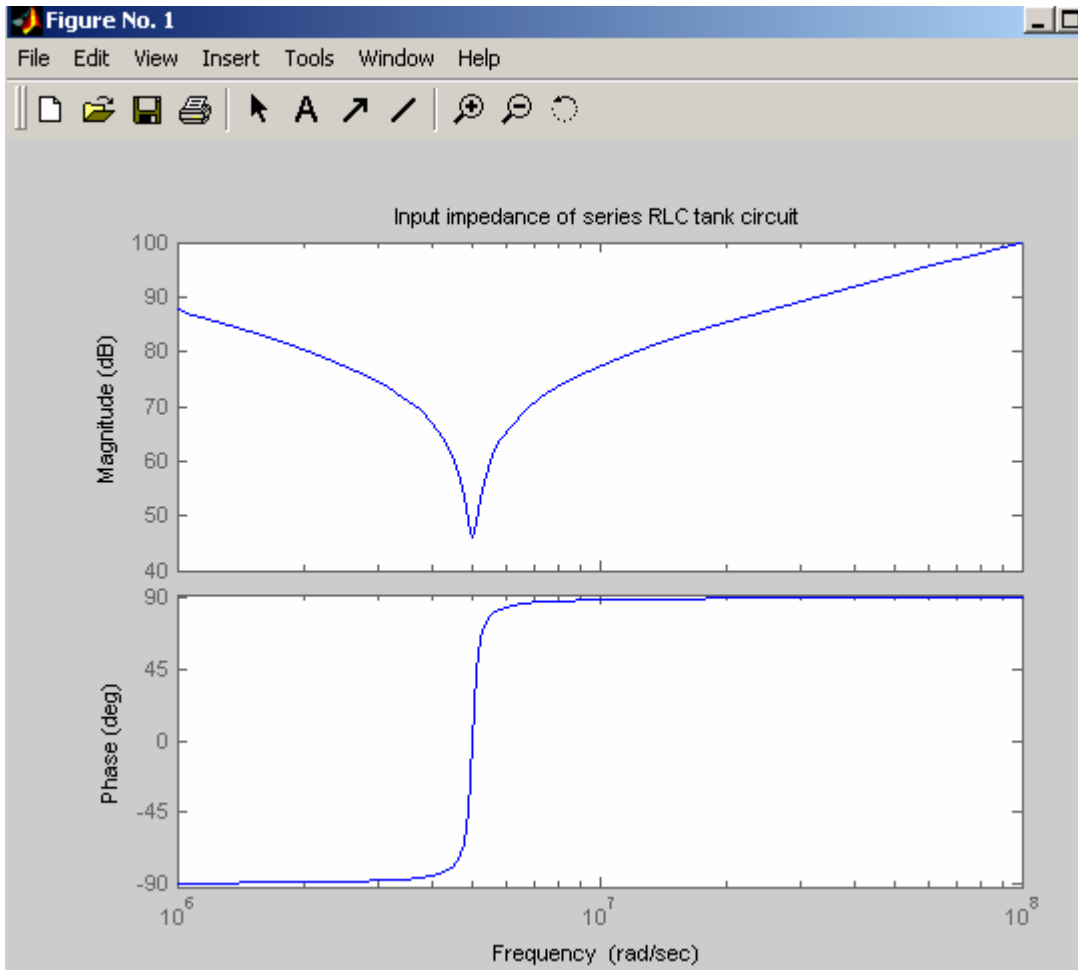 Figure No. 1
File Edit View Insert Tools Window Help
A
Input impedance of series RLC tank circuit
100
90
80
70
60
50
40
Magnitude (dB)
90
45
0
-45
-90
Phase (deg)
10^6 10^7 10^8
Frequency (rad/sec)